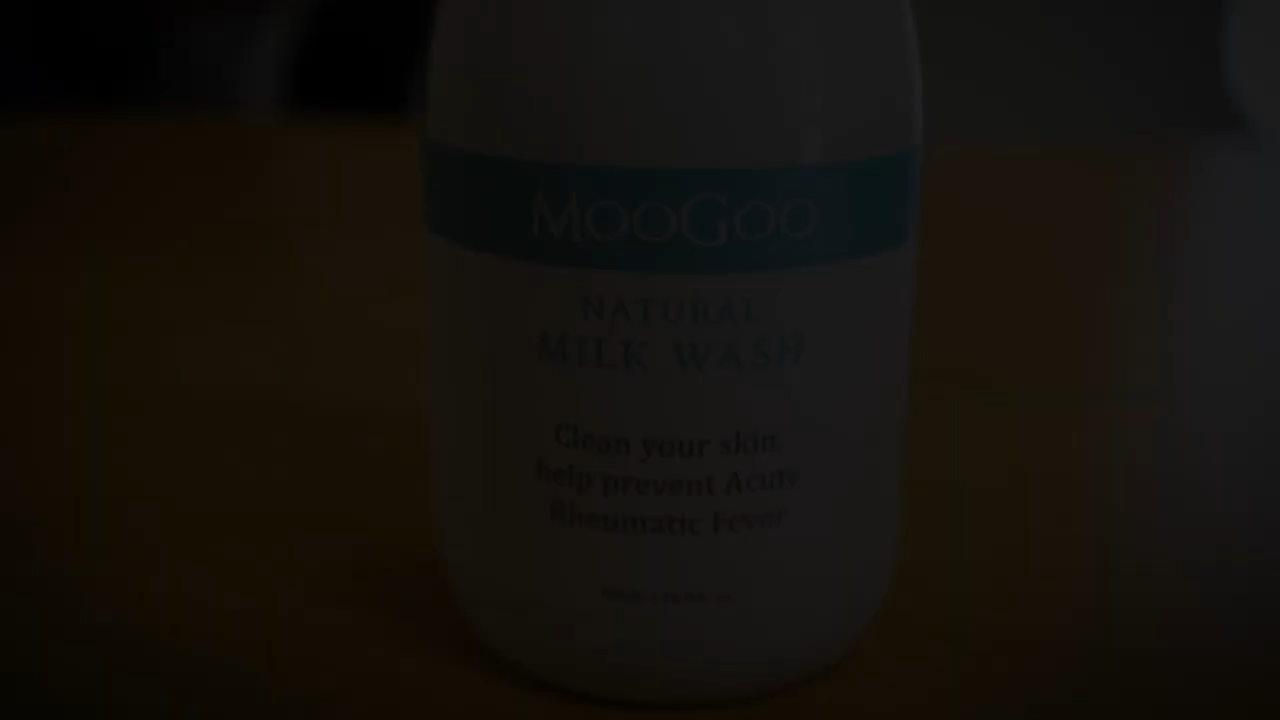 MooGoo
NATURAL
MILK WASH
Clean your skin,
help prevent Acute
Rheumatic Fever